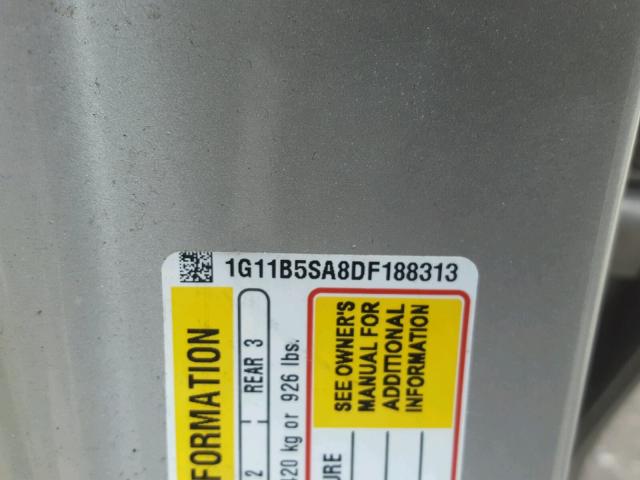 1G11B5SA8DF188313
FORMATION
2 | REAR 3
420 kg or 926 lbs.
SEE OWNER'S
MANUAL FOR
ADDITIONAL
INFORMATION
URE